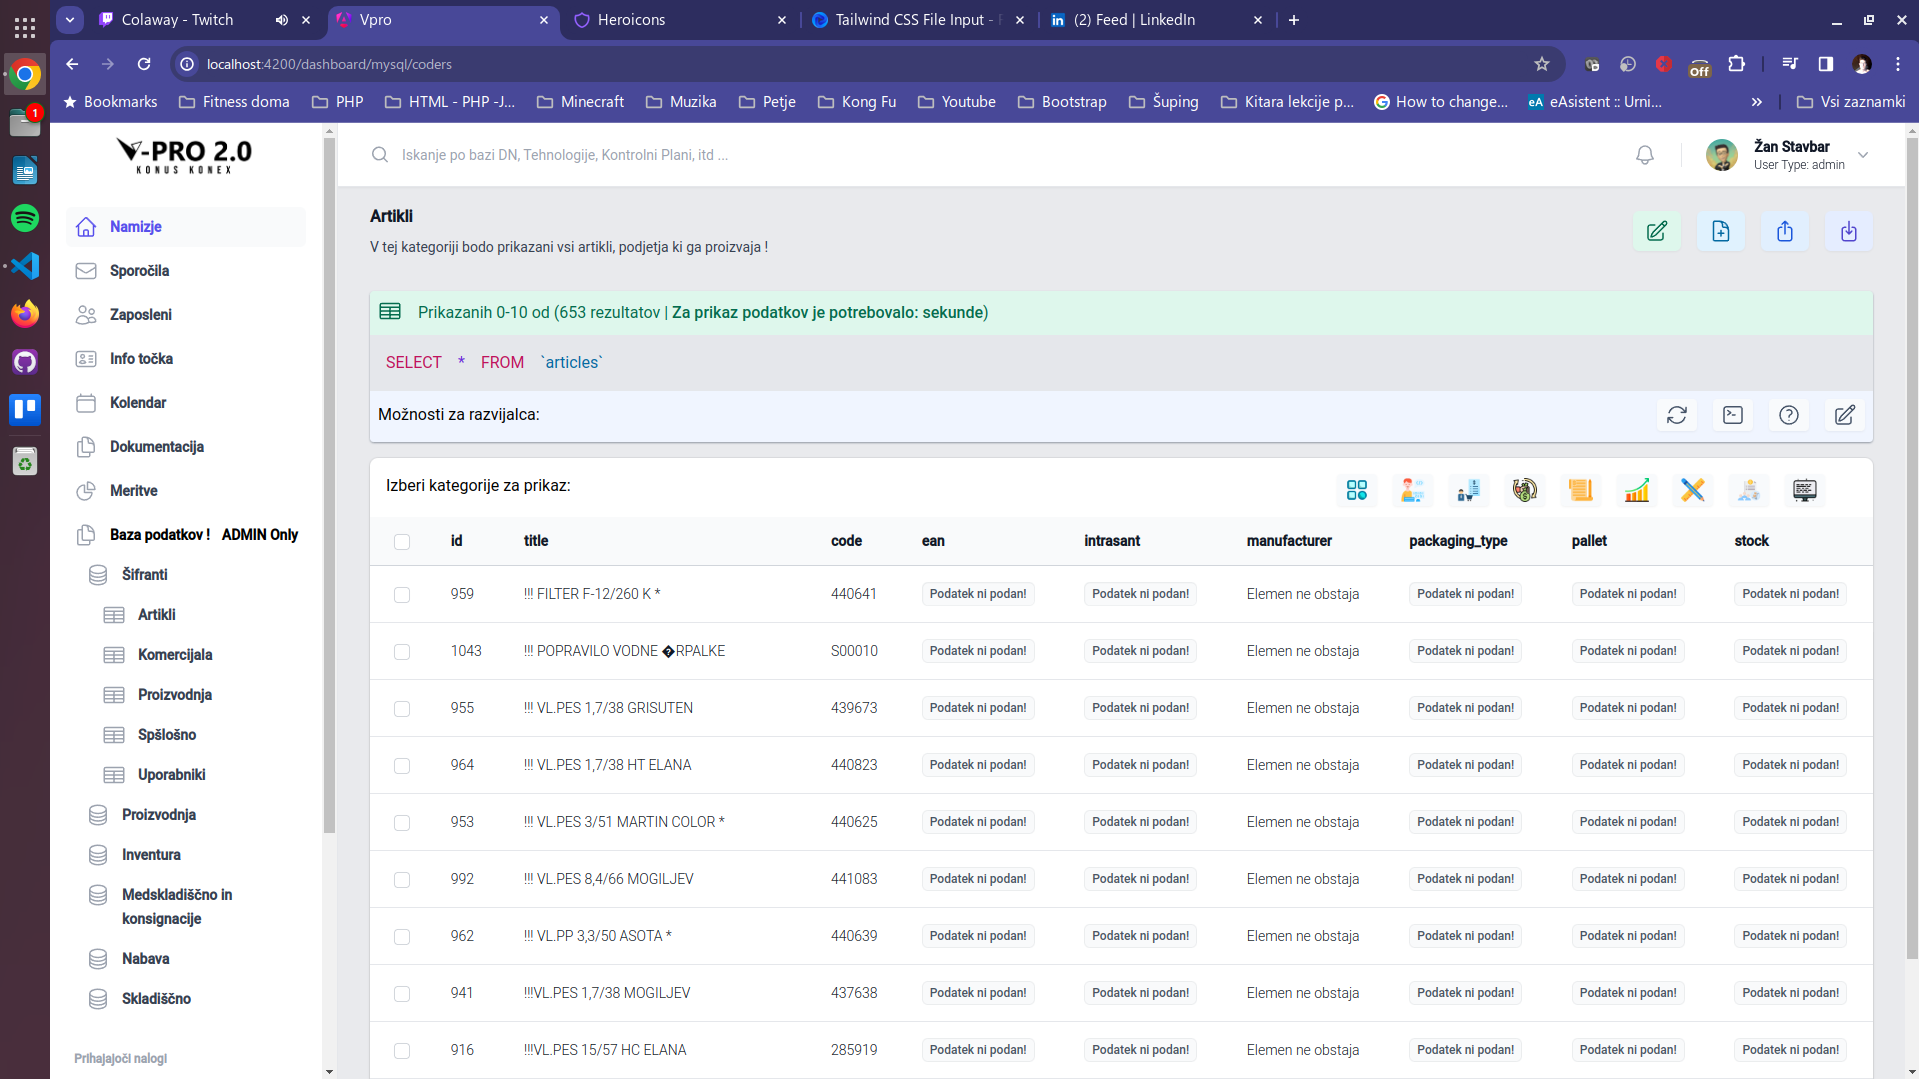 Colaway - Twitch
Vpro
Heroicons
Tailwind CSS File Input -
(2) Feed | LinkedIn
localhost:4200/dashboard/mysql/coders
Off
Bookmarks
Fitness doma
PHP
HTML - PHP -J...
Minecraft
Muzika
Petje
Kong Fu
Youtube
Bootstrap
Šuping
Kitara lekcije p...
How to change...
eA eAsistent :: Urni...
»
Vsi zaznamki
1
V-PRO 2.0
KONUS KONEX
Iskanje po bazi DN, Tehnologije, Kontrolni Plani, itd ...
Žan Stavbar
User Type: admin
Namizje
Sporočila
Zaposleni
Info točka
Kolendar
Dokumentacija
Meritve
Baza podatkov ! ADMIN Only
Šifranti
Artikli
Komercijala
Proizvodnja
Spšlošno
Uporabniki
Proizvodnja
Inventura
Medskladiščno in
konsignacije
Nabava
Skladiščno
Prihajajoči nalogi
Artikli
V tej kategoriji bodo prikazani vsi artikli, podjetja ki ga proizvaja !
Prikazanih 0-10 od (653 rezultatov | Za prikaz podatkov je potrebovalo: sekunde)
SELECT * FROM `articles`
Možnosti za razvijalca:
Izberi kategorije za prikaz:
id title code ean intrasant manufacturer packaging_type pallet stock
959 !!! FILTER F-12/260 K * 440641 Podatek ni podan! Podatek ni podan! Elemen ne obstaja Podatek ni podan! Podatek ni podan! Podatek ni podan!
1043 !!! POPRAVILO VODNE �RPALKE S00010 Podatek ni podan! Podatek ni podan! Elemen ne obstaja Podatek ni podan! Podatek ni podan! Podatek ni podan!
955 !!! VL.PES 1,7/38 GRISUTEN 439673 Podatek ni podan! Podatek ni podan! Elemen ne obstaja Podatek ni podan! Podatek ni podan! Podatek ni podan!
964 !!! VL.PES 1,7/38 HT ELANA 440823 Podatek ni podan! Podatek ni podan! Elemen ne obstaja Podatek ni podan! Podatek ni podan! Podatek ni podan!
953 !!! VL.PES 3/51 MARTIN COLOR * 440625 Podatek ni podan! Podatek ni podan! Elemen ne obstaja Podatek ni podan! Podatek ni podan! Podatek ni podan!
992 !!! VL.PES 8,4/66 MOGILJEV 441083 Podatek ni podan! Podatek ni podan! Elemen ne obstaja Podatek ni podan! Podatek ni podan! Podatek ni podan!
962 !!! VL.PP 3,3/50 ASOTA * 440639 Podatek ni podan! Podatek ni podan! Elemen ne obstaja Podatek ni podan! Podatek ni podan! Podatek ni podan!
941 !!!VL.PES 1,7/38 MOGILJEV 437638 Podatek ni podan! Podatek ni podan! Elemen ne obstaja Podatek ni podan! Podatek ni podan! Podatek ni podan!
916 !!!VL.PES 15/57 HC ELANA 285919 Podatek ni podan! Podatek ni podan! Elemen ne obstaja Podatek ni podan! Podatek ni podan! Podatek ni podan!